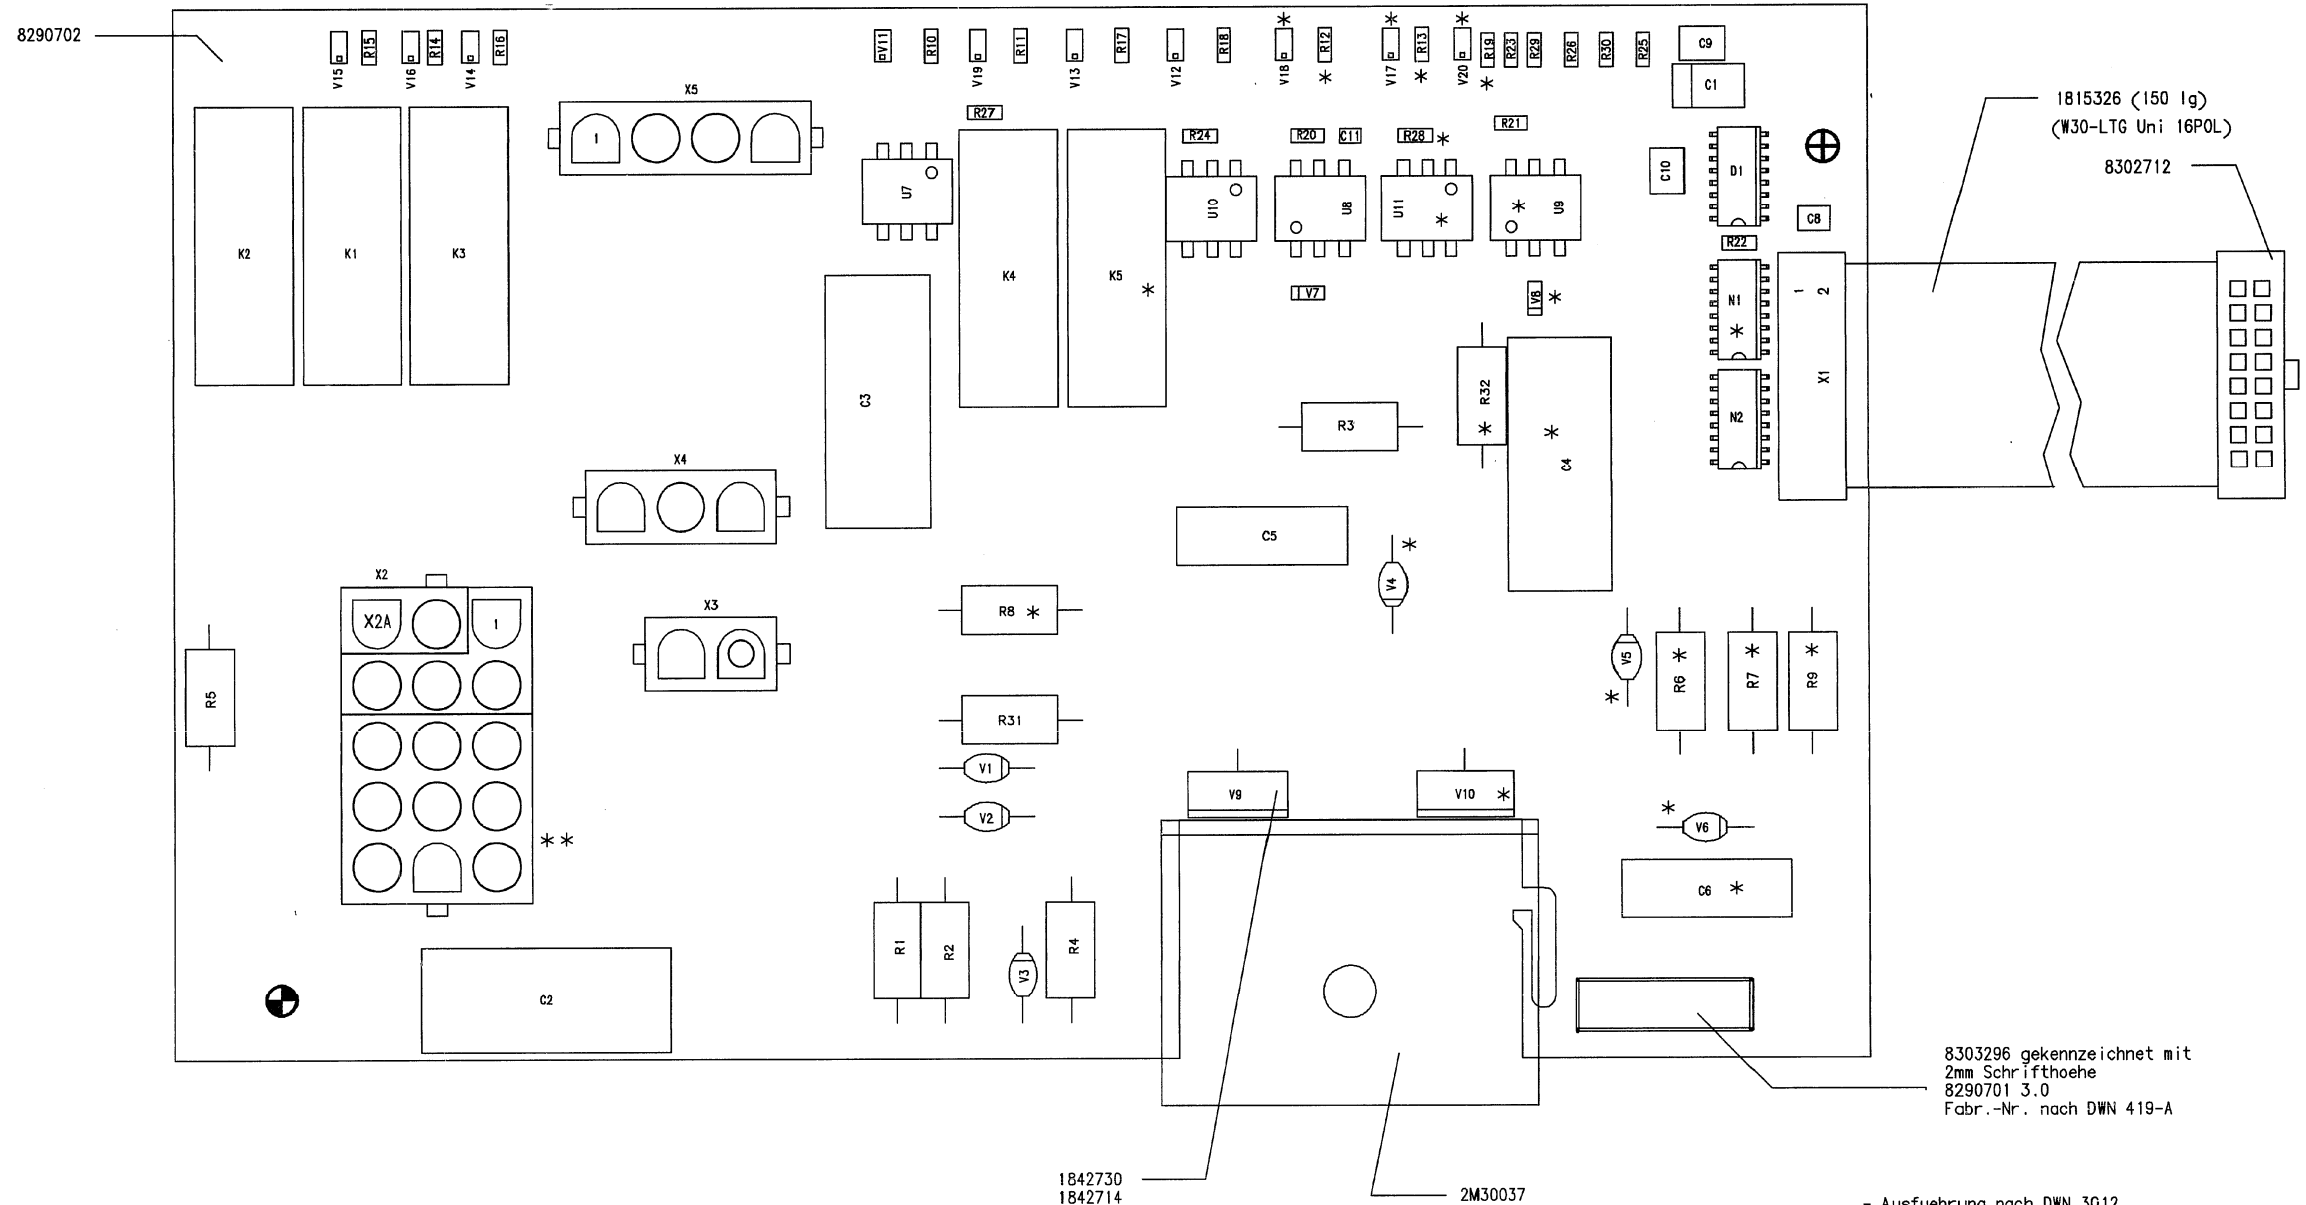 8290702
V15
R15
V16
R14
V14
R16
V11
R10
V19
R11
V13
R17
V12
R18
*
V18
R12
*
*
V17
R13
*
*
V20
R19
*
R23
R29
R26
R30
R25
C9
C1
X5
1
R27
R24
R20
C11
R28 *
R21
1815326 (150 lg)
(W30-LTG Uni 16POL)
8302712
K2
K1
K3
U7
K4
K5
*
U10
U8
U11
*
*
U9
C10
D1
C8
R22
V7
V8 *
N1
*
1 2
X1
N2
C3
R3
R32
*
*
C4
X4
C5
*
V4
X2
X2A
1
X3
R8 *
V5
*
*
R6
*
R7
*
R9
R5
R31
V1
V2
V9
V10 *
*
V6
**
C6 *
R1
R2
V3
R4
C2
8303296 gekennzeichnet mit
2mm Schrifthoehe
8290701 3.0
Fabr.-Nr. nach DWN 419-A
1842730
1842714
2M30037
- Ausfuehrung nach DWN 3Q12